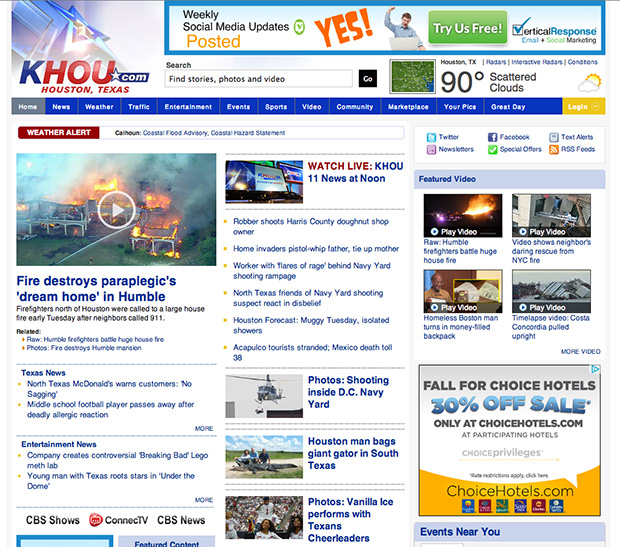 Weekly
Social Media Updates
Posted
YES!
Try Us Free!
VerticalResponse®
Email + Social Marketing
KHOU.com
HOUSTON, TEXAS
Search
Find stories, photos and video
Go
Houston, TX | Radars | Interactive Radars | Conditions
90° Scattered
Clouds
Home News Weather Traffic Entertainment Events Sports Video Community Marketplace Your Pics Great Day Login
WEATHER ALERT
Calhoun: Coastal Flood Advisory, Coastal Hazard Statement
Twitter Facebook Text Alerts
Newsletters Special Offers RSS Feeds
Fire destroys paraplegic's
'dream home' in Humble
Firefighters north of Houston were called to a large house
fire early Tuesday after neighbors called 911.
Related:
Raw: Humble firefighters battle huge house fire
Photos: Fire destroys Humble mansion
Texas News
North Texas McDonald's warns customers: 'No
Sagging'
Middle school football player passes away after
deadly allergic reaction
MORE
Entertainment News
Company creates controversial 'Breaking Bad' Lego
meth lab
Young man with Texas roots stars in 'Under the
Dome'
MORE
CBS Shows ConnecTV CBS News
Featured Content
WATCH LIVE: KHOU
11 News at Noon
Robber shoots Harris County doughnut shop
owner
Home invaders pistol-whip father, tie up mother
Worker with 'flares of rage' behind Navy Yard
shooting rampage
North Texas friends of Navy Yard shooting
suspect react in disbelief
Houston Forecast: Muggy Tuesday, isolated
showers
Acapulco tourists stranded; Mexico death toll
38
Photos: Shooting
inside D.C. Navy
Yard
Houston man bags
giant gator in South
Texas
Photos: Vanilla Ice
performs with
Texans
Cheerleaders
Featured Video
Play Video
Raw: Humble
firefighters battle huge
house fire
Play Video
Video shows neighbor's
daring rescue from
NYC fire
Play Video
Homeless Boston man
turns in money-filled
backpack
Play Video
Timelapse video: Costa
Concordia pulled
upright
MORE VIDEO
FALL FOR CHOICE HOTELS
30% OFF SALE*
ONLY AT CHOICEHOTELS.COM
AT PARTICIPATING HOTELS
CHOICEprivileges®
*Rate restrictions apply, click here.
ChoiceHotels.com
Events Near You